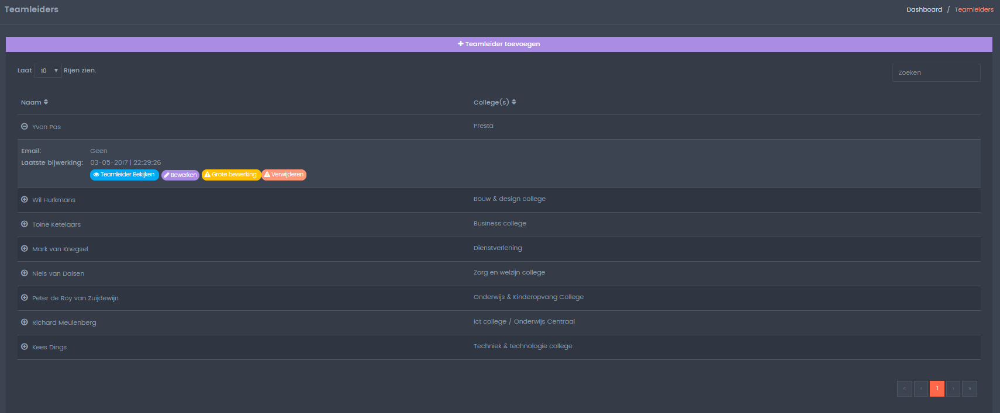 Teamleiders
Dashboard / Teamleiders
Teamleider toevoegen
Laat 10 Rijen zien.
Zoeken
Naam College(s)
Yvon Pas Presta
Email: Geen
Laatste bijwerking: 03-05-2017 | 22:29:26
Teamleider Bekijken Bewerken Grote bewerking Verwijderen
Wil Hurkmans Bouw & design college
Toine Ketelaars Business college
Mark van Knegsel Dienstverlening
Niels van Dalsen Zorg en welzijn college
Peter de Roy van Zuijdewijn Onderwijs & Kinderopvang College
Richard Meulenberg ict college / Onderwijs Centraal
Kees Dings Techniek & technologie college
« ‹ 1 › »